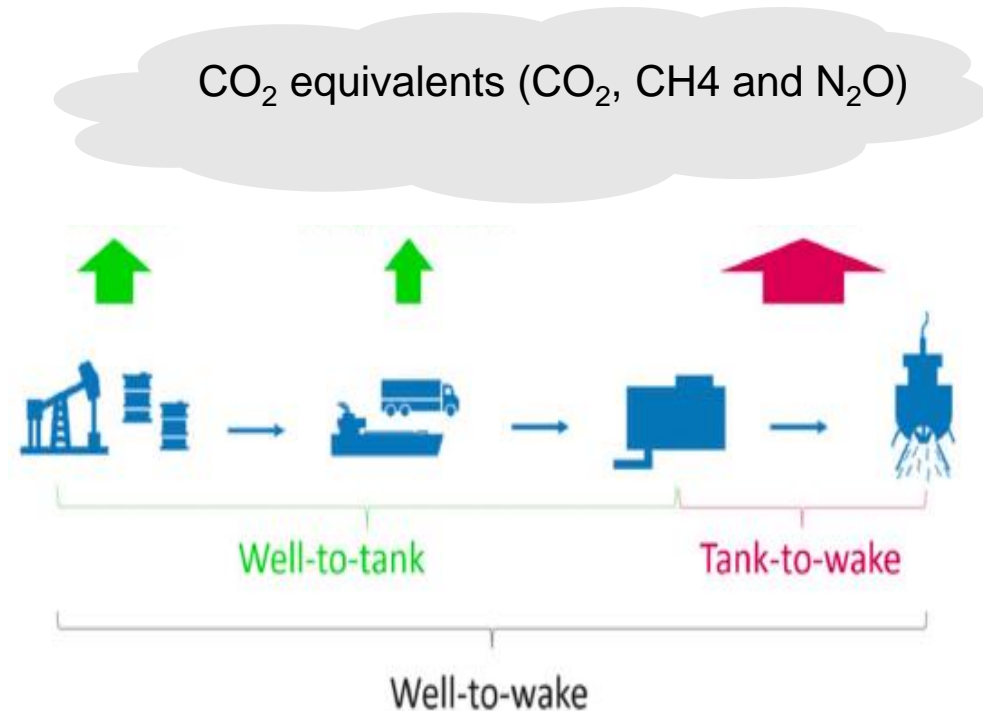 CO₂ equivalents (CO₂, CH4 and N₂O)
Well-to-tank
Tank-to-wake
Well-to-wake